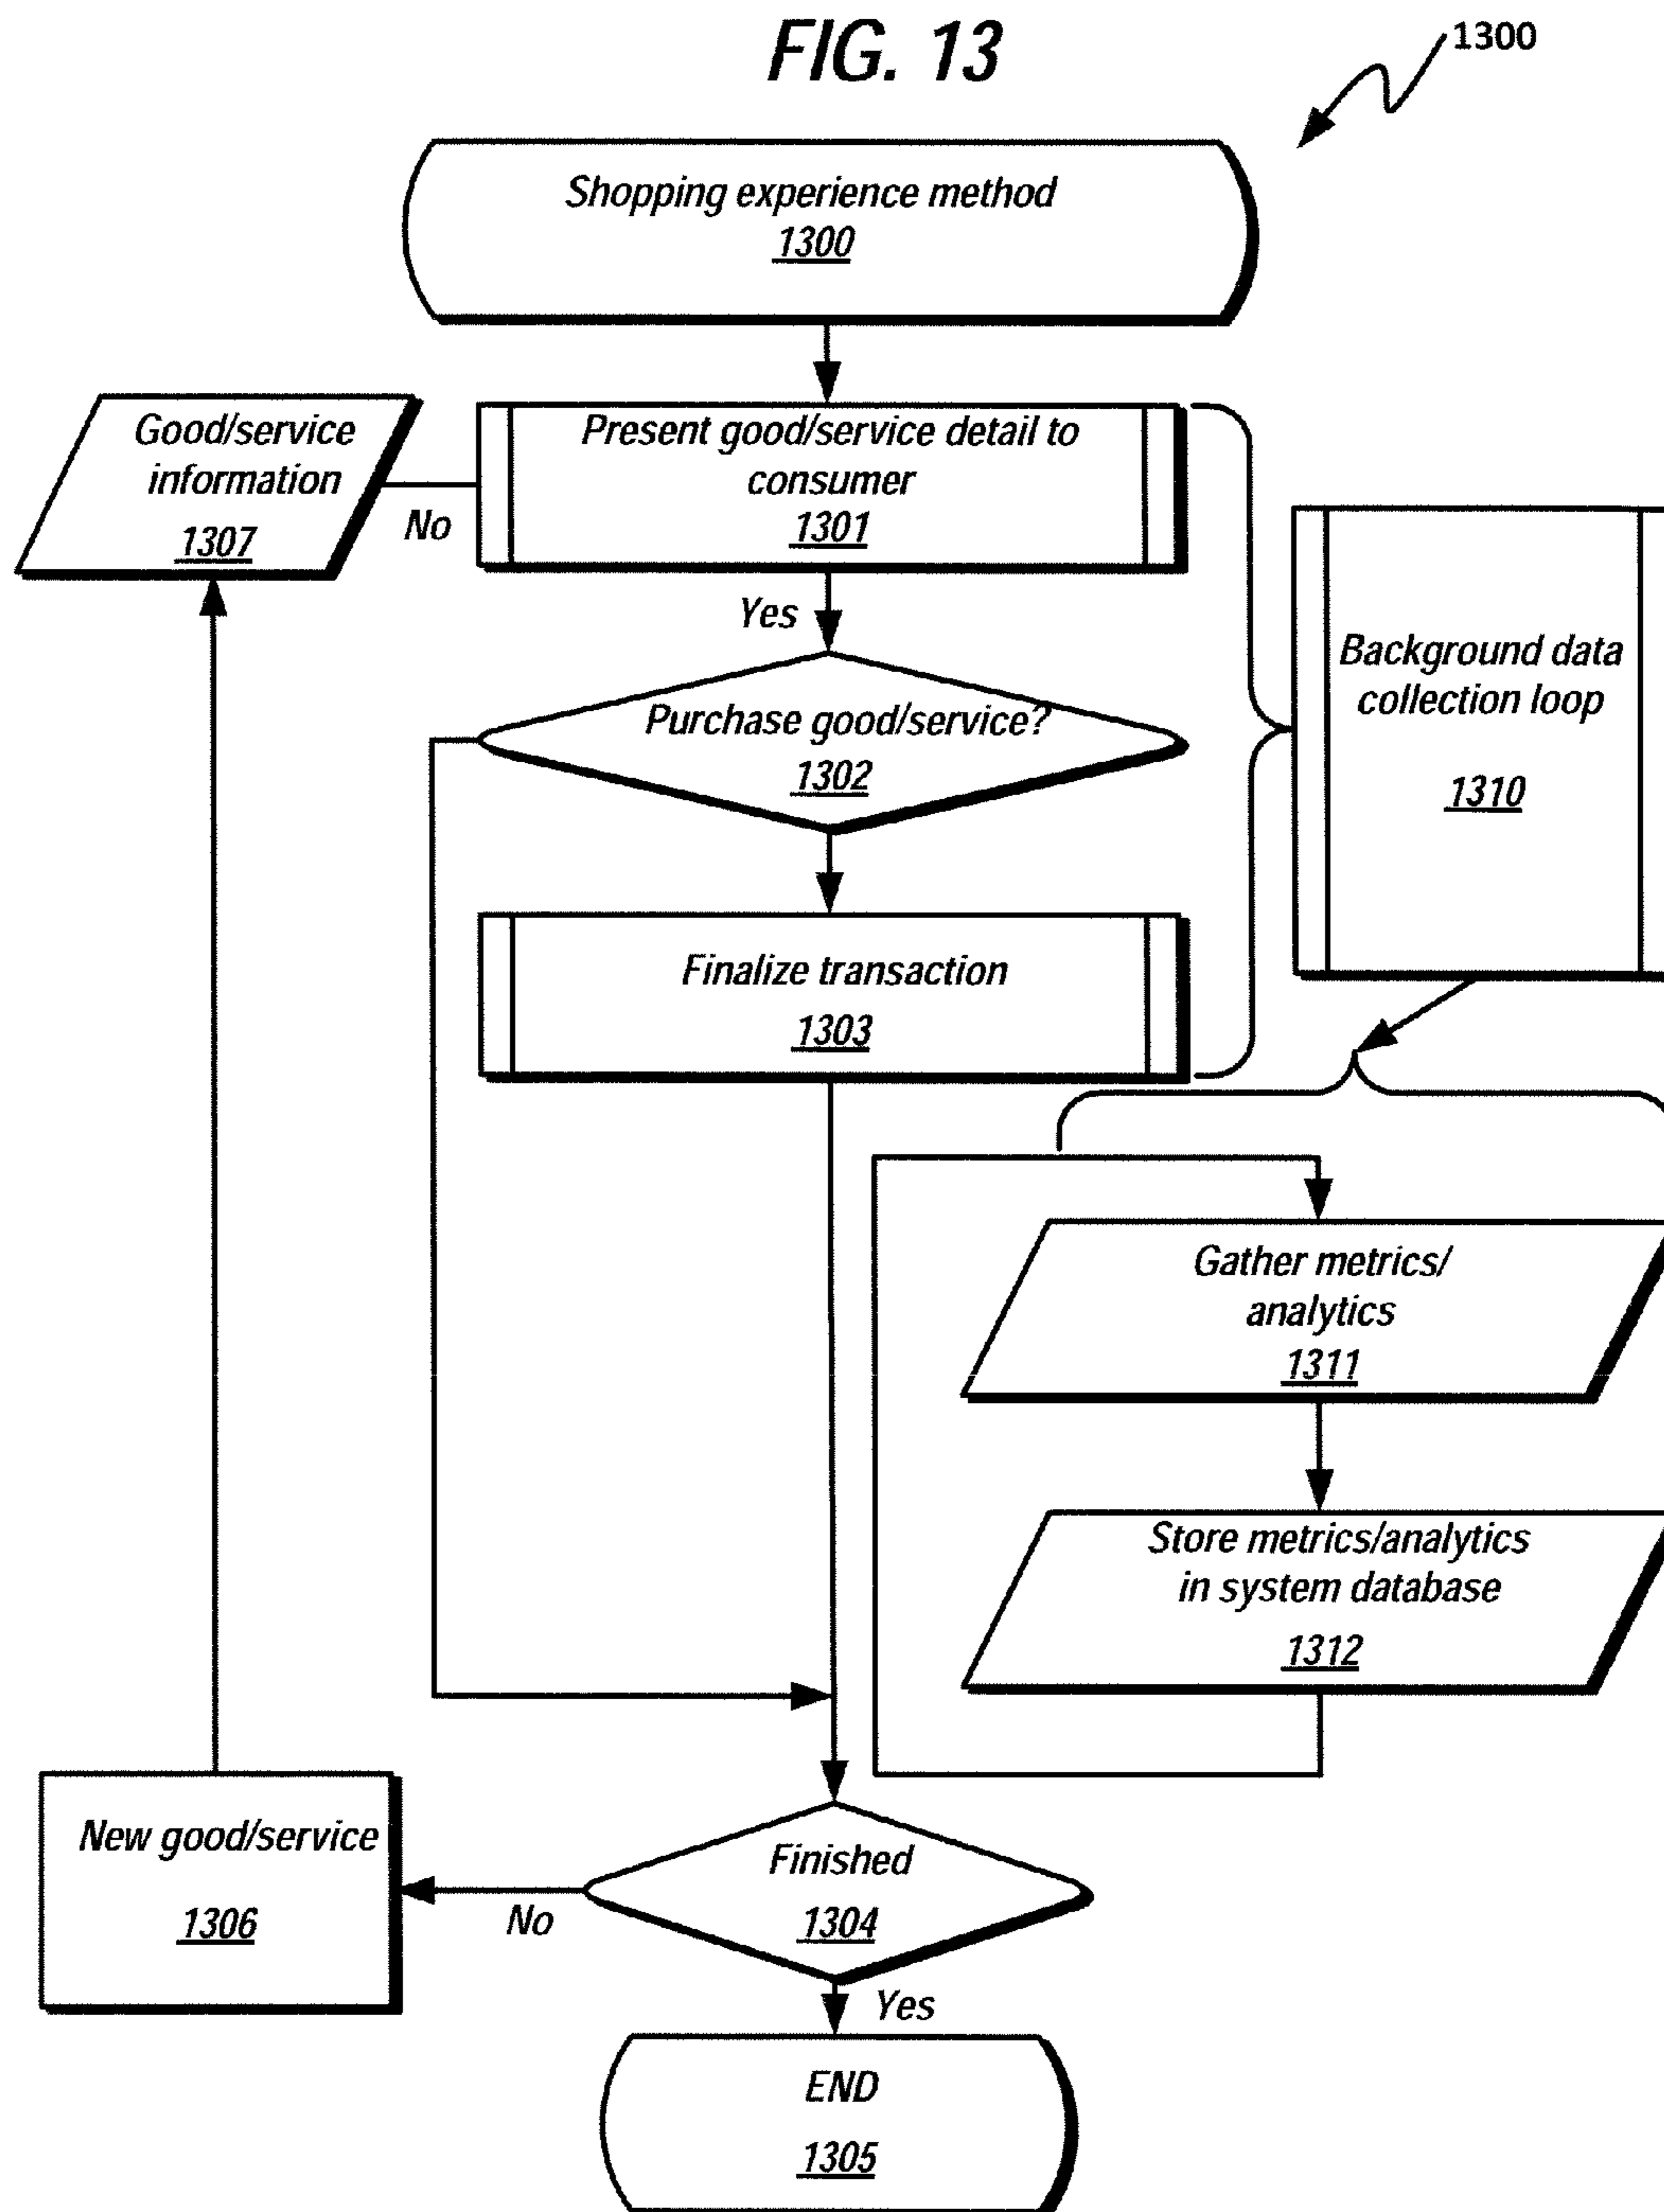 FIG. 13
1300
Shopping experience method
1300
Good/service
information
1307
No
Present good/service detail to
consumer
1301
Yes
Purchase good/service?
1302
Background data
collection loop
1310
Finalize transaction
1303
Gather metrics/
analytics
1311
Store metrics/analytics
in system database
1312
New good/service
1306
No
Finished
1304
Yes
END
1305